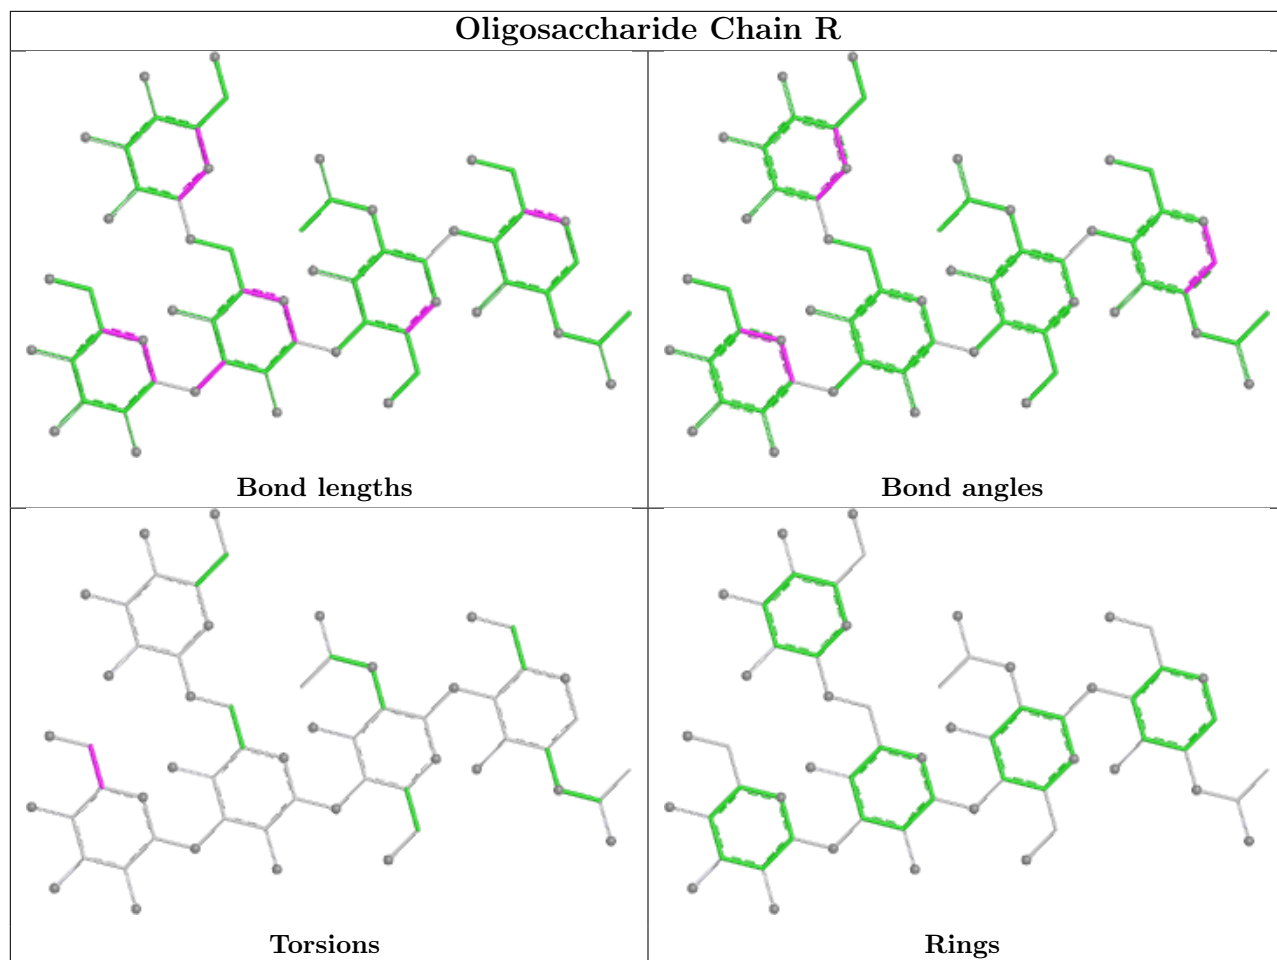 Oligosaccharide Chain R
Bond lengths
Bond angles
Torsions
Rings